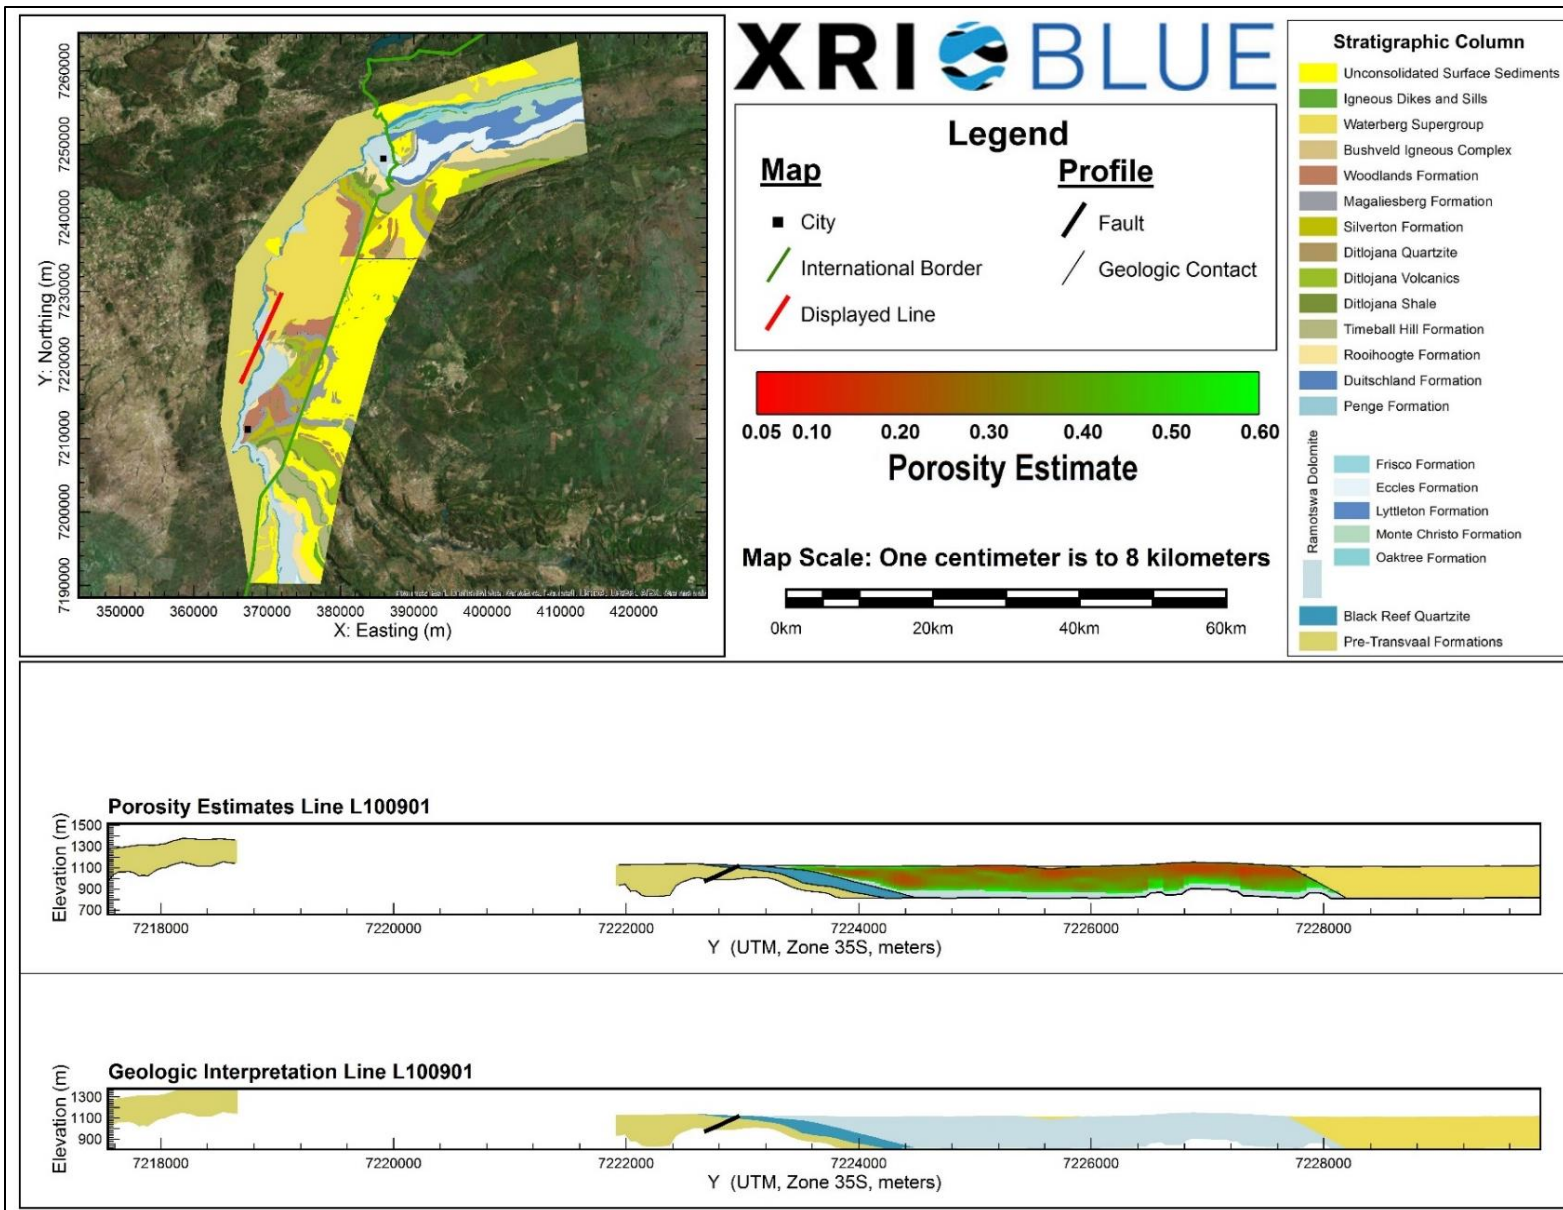 XRI BLUE
7260000
7250000
7240000
7230000
7220000
7210000
7200000
7190000
Y: Northing (m)
350000 360000 370000 380000 390000 400000 410000 420000
X: Easting (m)
Legend
Map
City
International Border
Displayed Line
Profile
Fault
Geologic Contact
0.05 0.10 0.20 0.30 0.40 0.50 0.60
Porosity Estimate
Map Scale: One centimeter is to 8 kilometers
0km 20km 40km 60km
Stratigraphic Column
Unconsolidated Surface Sediments
Igneous Dikes and Sills
Waterberg Supergroup
Bushveld Igneous Complex
Woodlands Formation
Magaliesberg Formation
Silverton Formation
Ditlojana Quartzite
Ditlojana Volcanics
Ditlojana Shale
Timeball Hill Formation
Rooihoogte Formation
Duitschland Formation
Penge Formation
Ramotswa Dolomite
Frisco Formation
Eccles Formation
Lyttleton Formation
Monte Christo Formation
Oaktree Formation
Black Reef Quartzite
Pre-Transvaal Formations
Porosity Estimates Line L100901
Elevation (m)
1500
1300
1100
900
700
7218000 7220000 7222000 7224000 7226000 7228000
Y (UTM, Zone 35S, meters)
Geologic Interpretation Line L100901
Elevation (m)
1300
1100
900
7218000 7220000 7222000 7224000 7226000 7228000
Y (UTM, Zone 35S, meters)